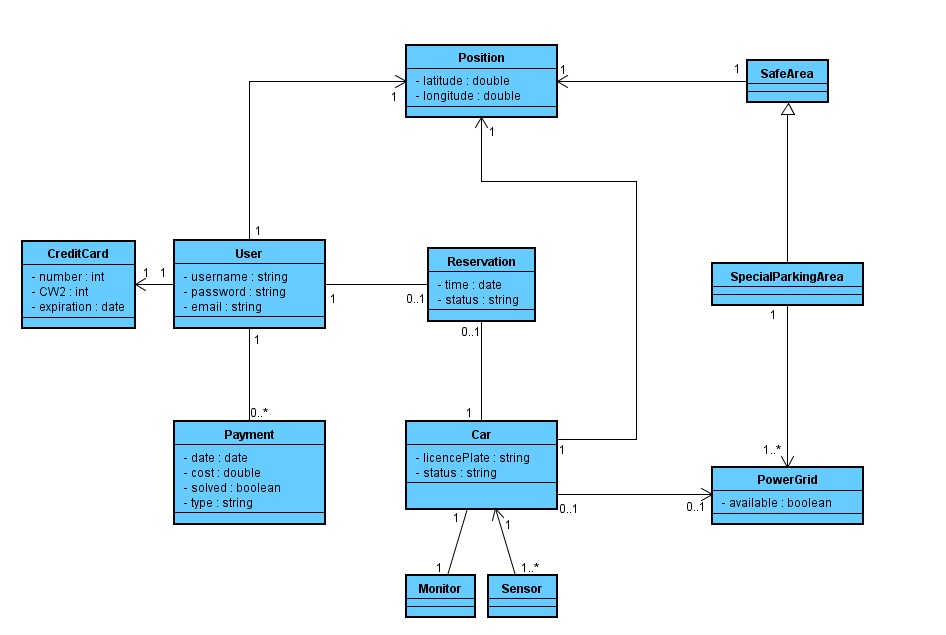 Position
- latitude : double
- longitude : double
SafeArea
1
1
1
1
1
CreditCard
- number : int
- CW2 : int
- expiration : date
1
1
User
- username : string
- password : string
- email : string
1
0..1
Reservation
- time : date
- status : string
SpecialParkingArea
1
1
0..1
0..*
1
1..*
Payment
- date : date
- cost : double
- solved : boolean
- type : string
Car
- licencePlate : string
- status : string
1
0..1
0..1
PowerGrid
- available : boolean
1
1
1
1..*
Monitor
Sensor